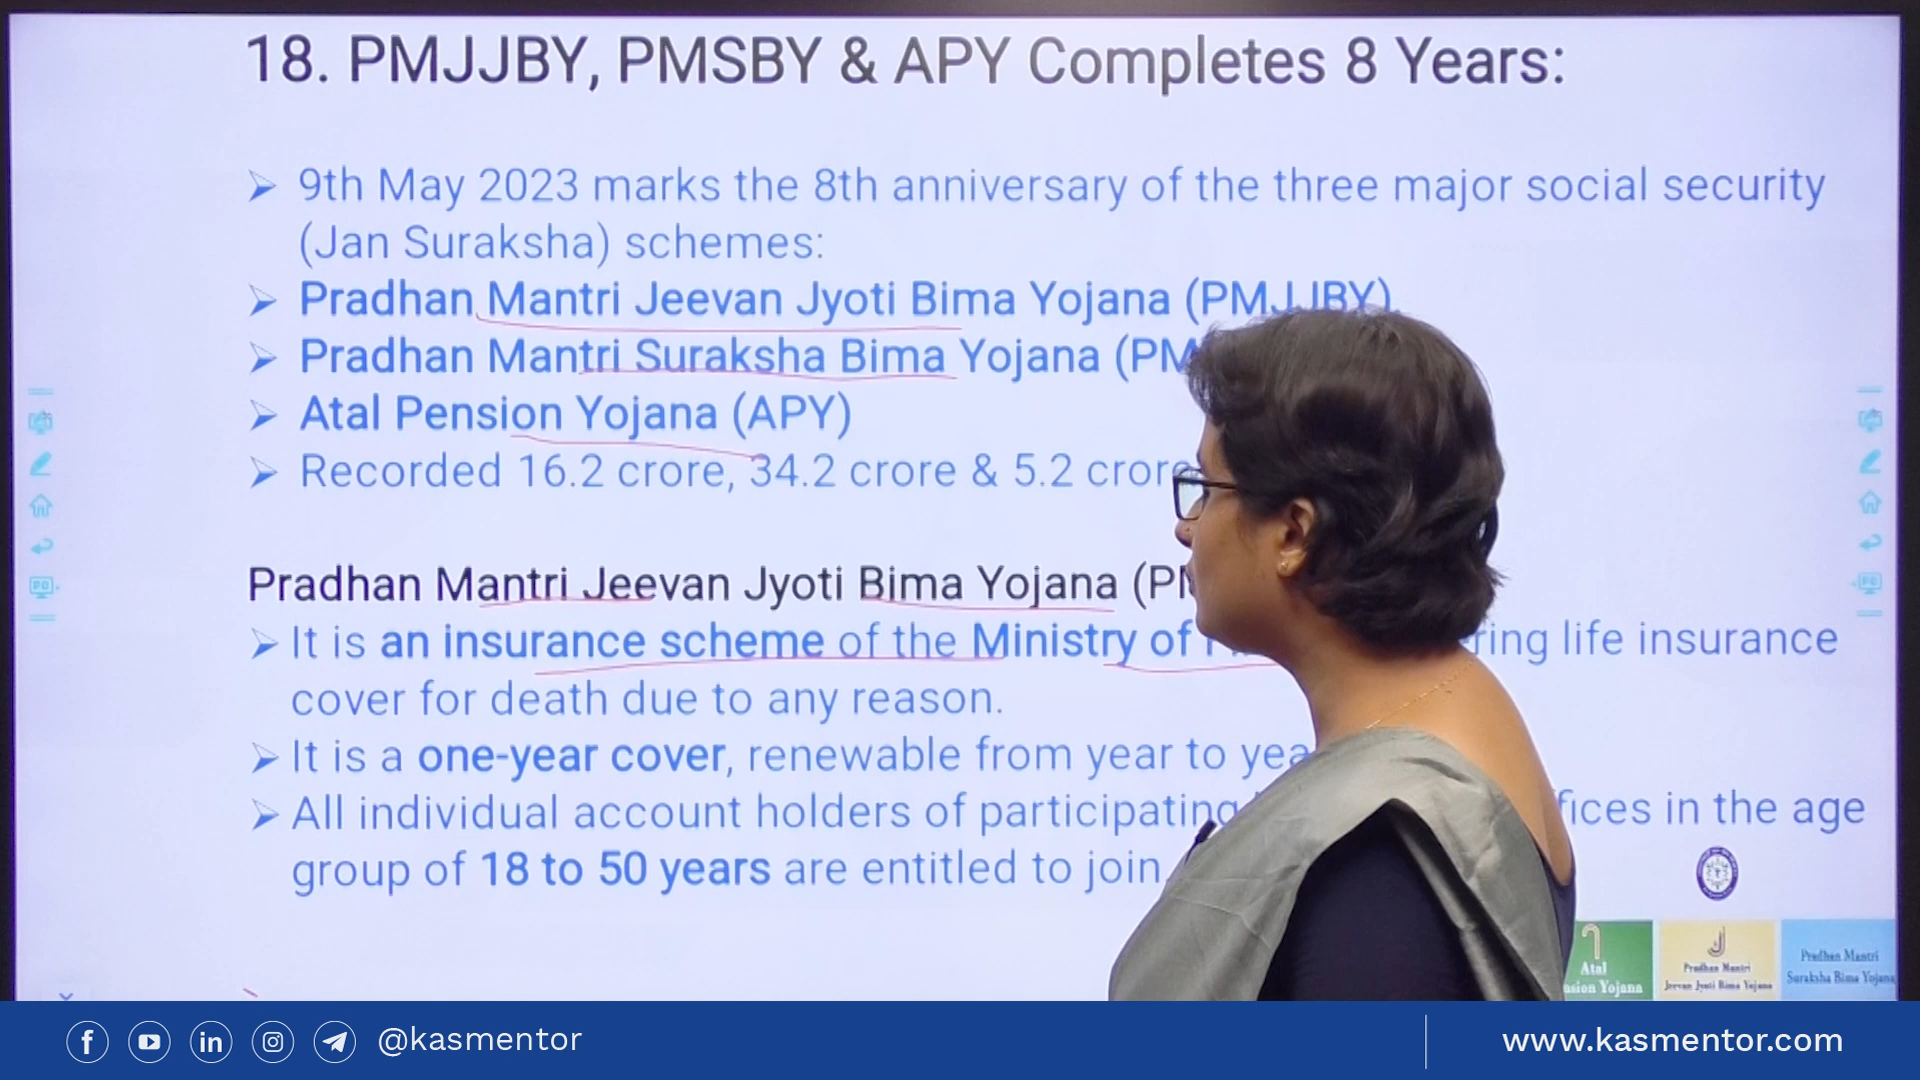 18. PMJJBY, PMSBY & APY Completes 8 Years:
➢ 9th May 2023 marks the 8th anniversary of the three major social security
(Jan Suraksha) schemes:
➢ Pradhan Mantri Jeevan Jyoti Bima Yojana (PMJJBY)
➢ Pradhan Mantri Suraksha Bima Yojana (PM
➢ Atal Pension Yojana (APY)
➢ Recorded 16.2 crore, 34.2 crore & 5.2 crore
Pradhan Mantri Jeevan Jyoti Bima Yojana (PM
➢ It is an insurance scheme of the Ministry of ring life insurance
cover for death due to any reason.
➢ It is a one-year cover, renewable from year to yea
➢ All individual account holders of participating fices in the age
group of 18 to 50 years are entitled to join.
Atal
nsion Yojana
Pradhan Mantri
Jeevan Jyoti Bima Yojana
Pradhan Mantri
Suraksha Bima Yojana
@kasmentor
www.kasmentor.com